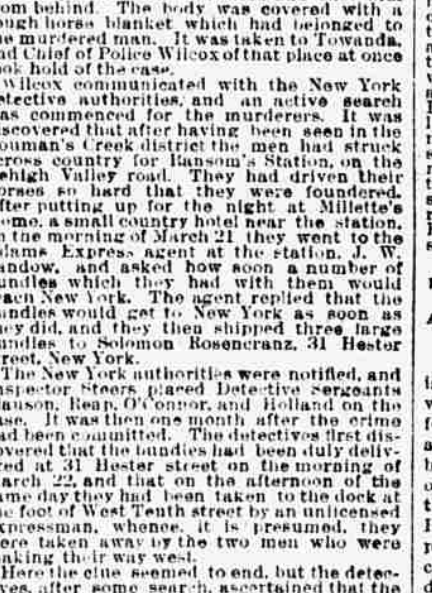 om behind. The body was covered with a
ough horse blanket which had belonged to
he murdered man. It was taken to Towanda,
nd Chief of Police Wilcox of that place at once
ook hold of the case.
Wilcox communicated with the New York
etective authorities, and an active search
as commenced for the murderers. It was
iscovered that after having been seen in the
ouman's Creek district the men had struck
cross country for Ransom's Station, on the
ehigh Valley road. They had driven their
orses so hard that they were foundered.
fter putting up for the night at Millette's
ome, a small country hotel near the station.
n the morning of March 21 they went to the
dams Express agent at the station, J. W.
andow, and asked how soon a number of
undles which they had with them would
each New York. The agent replied that the
undles would get to New York as soon as
hey did, and they then shipped three large
undles to Solomon Rosencranz, 31 Hester
treet, New York.
The New York authorities were notified, and
nspector Steers placed Detective Sergeants
lauson, Reap, O'Connor, and Holland on the
ase. It was then one month after the crime
ad been committed. The detectives first dis-
overed that the bundles had been duly deliv-
red at 31 Hester street on the morning of
arch 22, and that on the afternoon of the
ame day they had been taken to the dock at
he foot of West Tenth street by an unlicensed
xpressman, whence, it is presumed, they
ere taken away by the two men who were
aking their way west.
Here the clue seemed to end, but the detec-
ves, after some search, ascertained that the